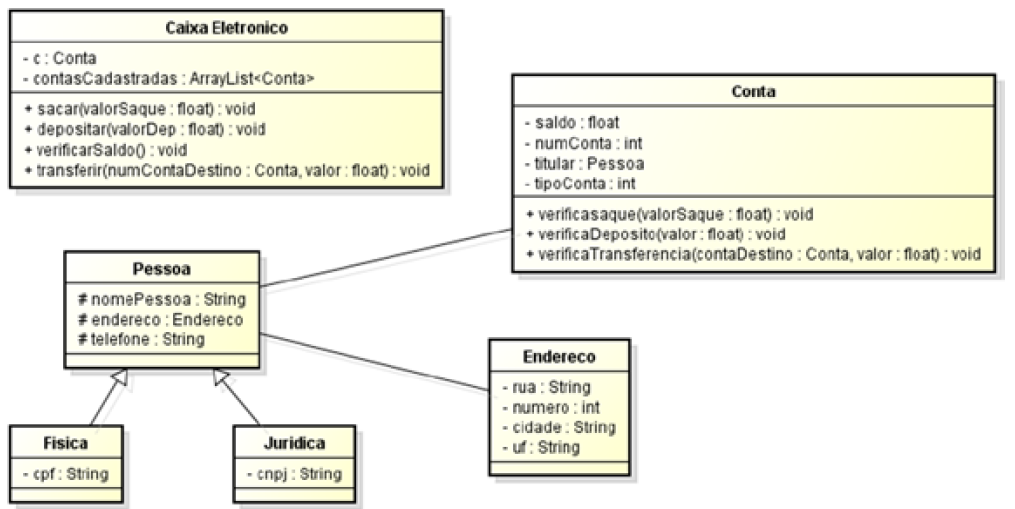 Caixa Eletronico
- c : Conta
- contasCadastradas : ArrayList<Conta>
+ sacar(valorSaque : float) : void
+ depositar(valorDep : float) : void
+ verificarSaldo() : void
+ transferir(numContaDestino : Conta, valor : float) : void
Conta
- saldo : float
- numConta : int
- titular : Pessoa
- tipoConta : int
+ verificasaque(valorSaque : float) : void
+ verificaDeposito(valor : float) : void
+ verificaTransferencia(contaDestino : Conta, valor : float) : void
Pessoa
# nomePessoa : String
# endereco : Endereco
# telefone : String
Endereco
- rua : String
- numero : int
- cidade : String
- uf : String
Fisica
- cpf : String
Juridica
- cnpj : String